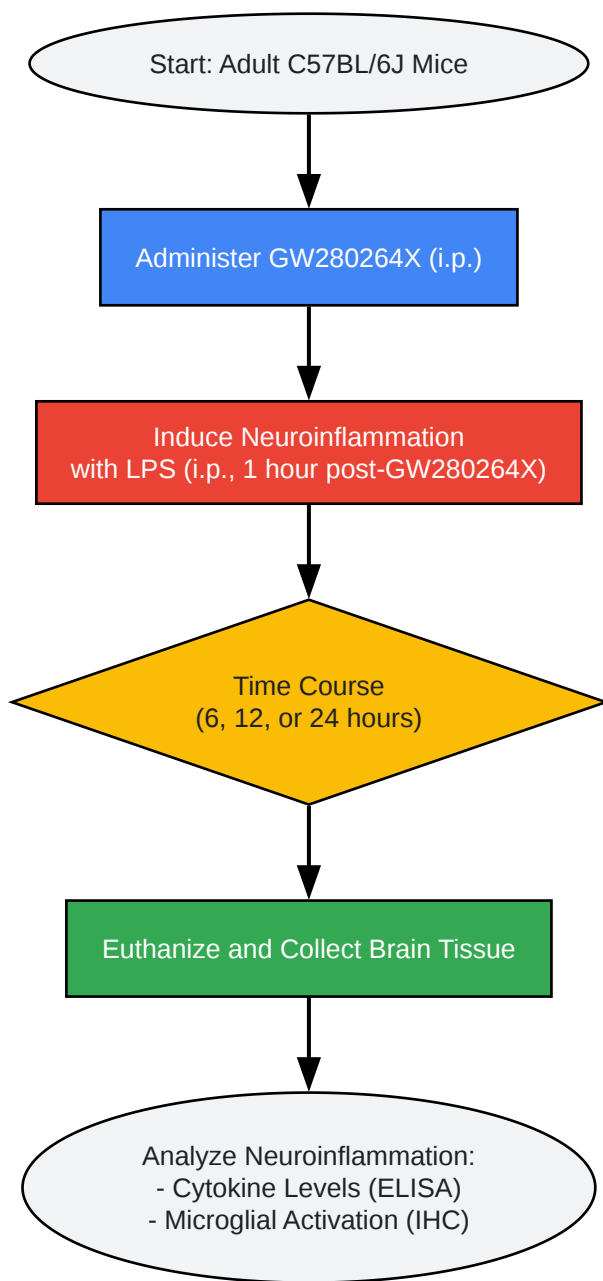 Start: Adult C57BL/6J Mice
Administer GW280264X (i.p.)
Induce Neuroinflammation
with LPS (i.p., 1 hour post-GW280264X)
Time Course
(6, 12, or 24 hours)
Euthanize and Collect Brain Tissue
Analyze Neuroinflammation:
- Cytokine Levels (ELISA)
- Microglial Activation (IHC)